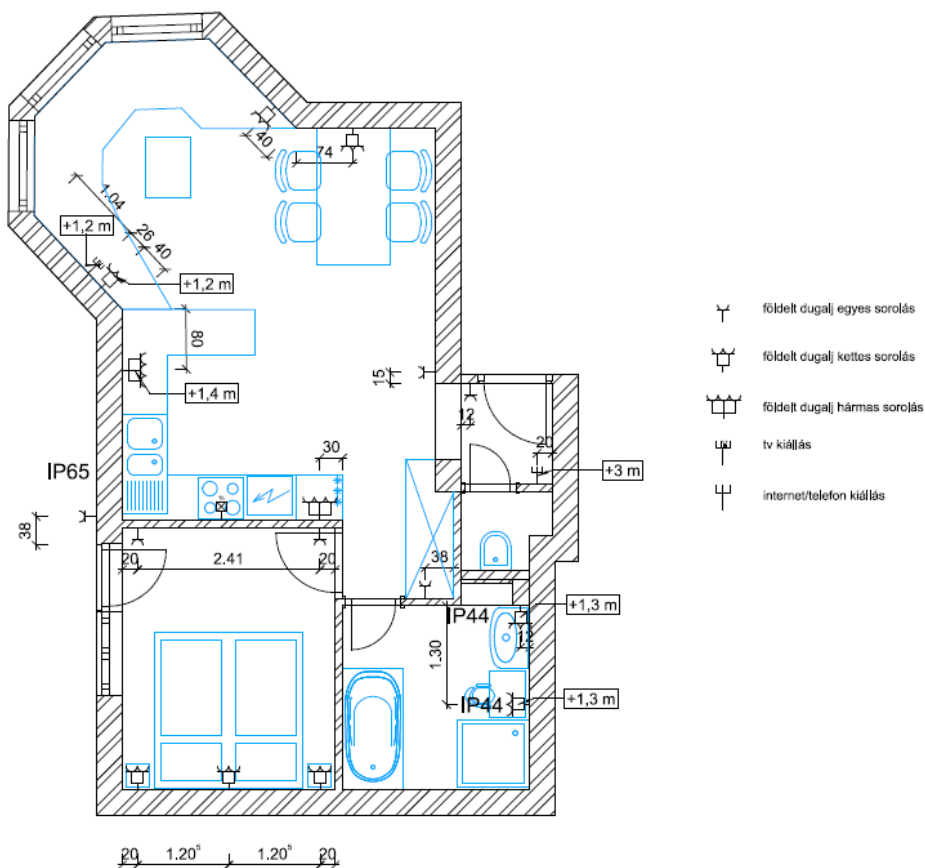 40
74
1.04
+1,2 m
26
40
+1,2 m
földelt dugalj egyes sorolás
80
földelt dugalj kettes sorolás
15
+1,4 m
12
földelt dugalj hármas sorolás
30
20
tv kiállás
IP65
+3 m
internet/telefon kiállás
38
20
2.41
20
38
+1,3 m
IP44
12
1.30
IP44
+1,3 m
20
1.20⁵
1.20⁵
20